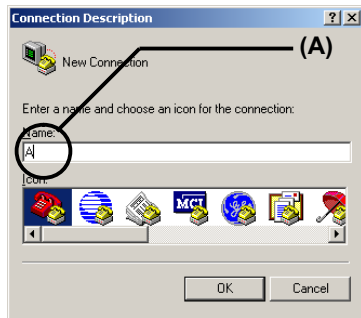 Connection Description
(A)
New Connection
Enter a name and choose an icon for the connection:
Name:
A
Icon:
MCI
OK Cancel